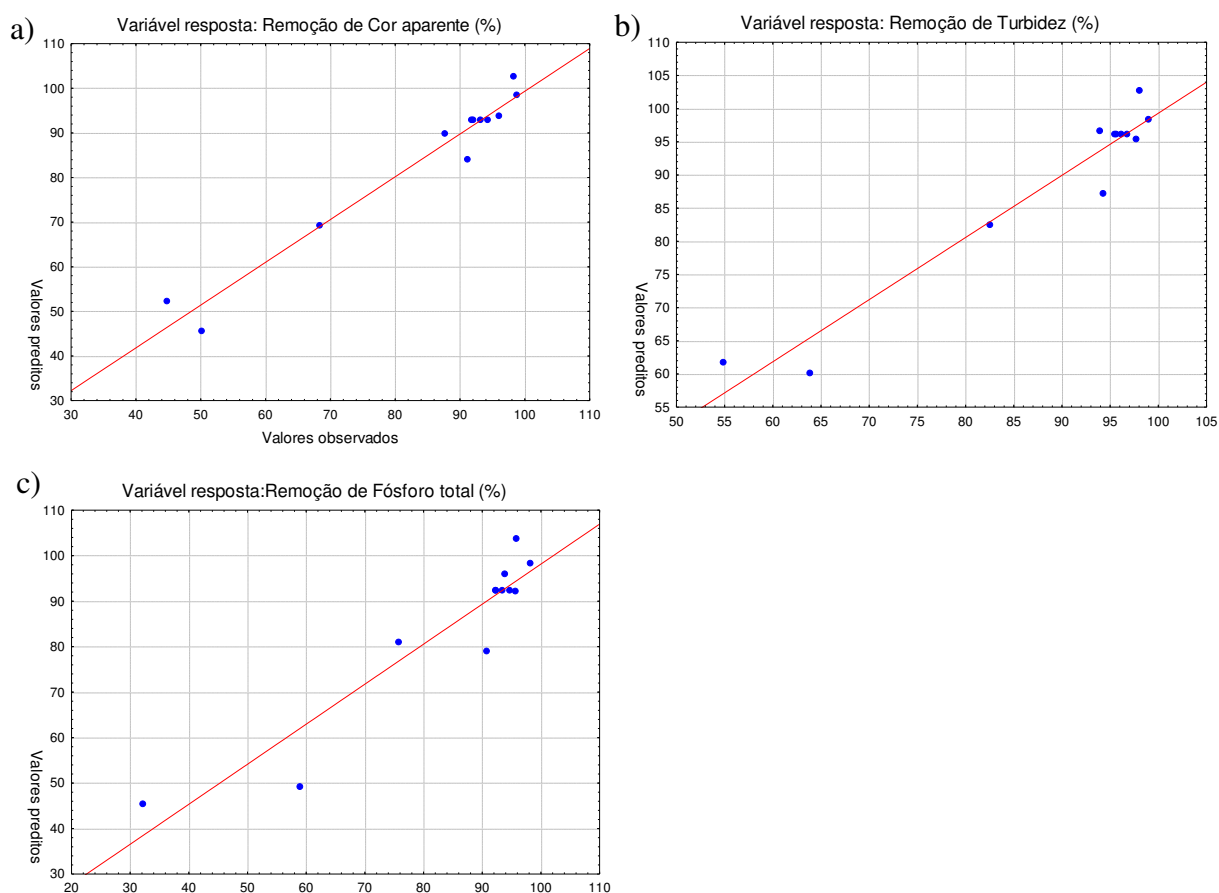 a)
Variável resposta: Remoção de Cor aparente (%)
110
100
90
80
70
60
50
40
30
Valores preditos
30 40 50 60 70 80 90 100 110
Valores observados
b)
Variável resposta: Remoção de Turbidez (%)
110
105
100
95
90
85
80
75
70
65
60
55
Valores preditos
50 55 60 65 70 75 80 85 90 95 100 105
c)
Variável resposta:Remoção de Fósforo total (%)
110
100
90
80
70
60
50
40
30
Valores preditos
20 30 40 50 60 70 80 90 100 110